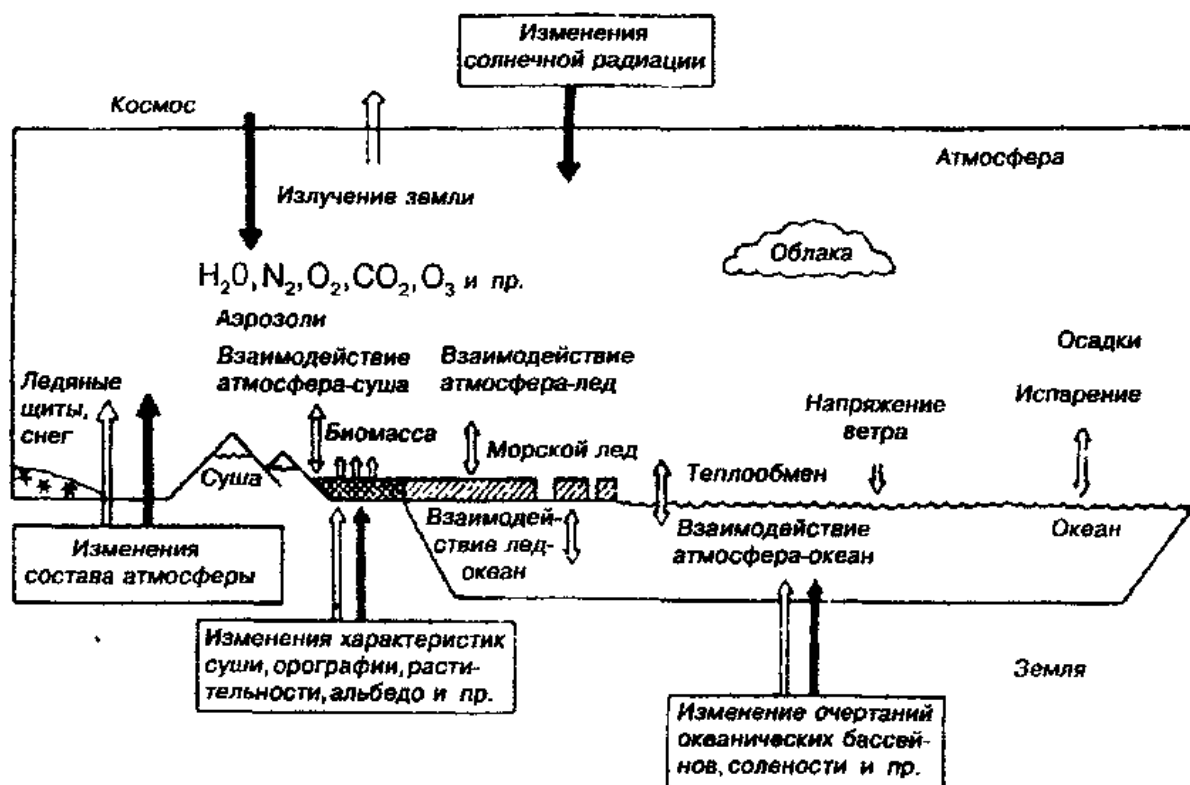 Изменения
солнечной радиации
Космос
Атмосфера
Излучение земли
Облака
H₂O, N₂, O₂, CO₂, O₃ и пр.
Аэрозоли
Взаимодействие
атмосфера-суша
Взаимодействие
атмосфера-лед
Осадки
Ледяные
щиты,
снег
Испарение
Напряжение
ветра
Биомасса
Морской лед
Суша
Теплообмен
Взаимодей-
ствие лед-
океан
Взаимодействие
атмосфера-океан
Океан
Изменения
состава атмосферы
Изменения характеристик
суши, орографии, расти-
тельности, альбедо и пр.
Земля
Изменение очертаний
океанических бассей-
нов, солености и пр.